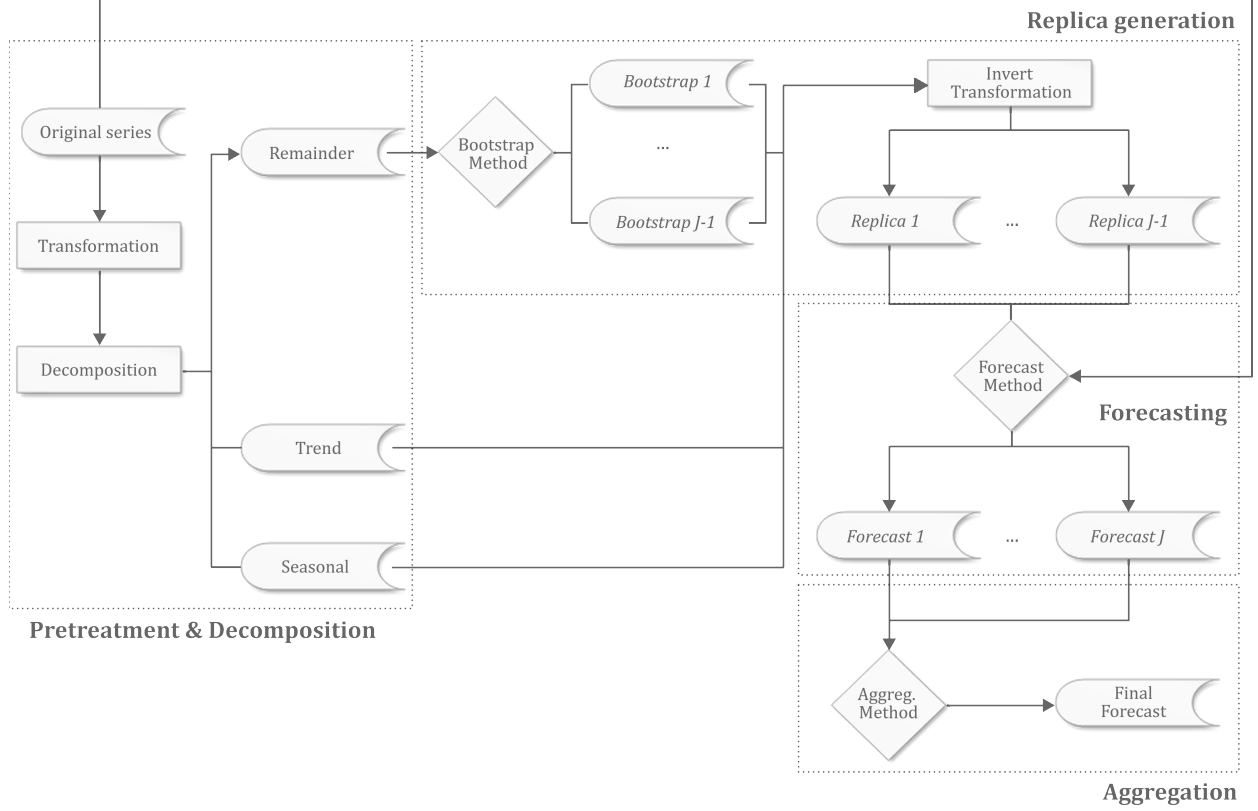 Replica generation
Original series
Transformation
Decomposition
Remainder
Trend
Seasonal
Pretreatment & Decomposition
Bootstrap
Method
Bootstrap 1
...
Bootstrap J-1
Invert
Transformation
Replica 1
...
Replica J-1
Forecast
Method
Forecasting
Forecast 1
...
Forecast J
Aggreg.
Method
Final
Forecast
Aggregation